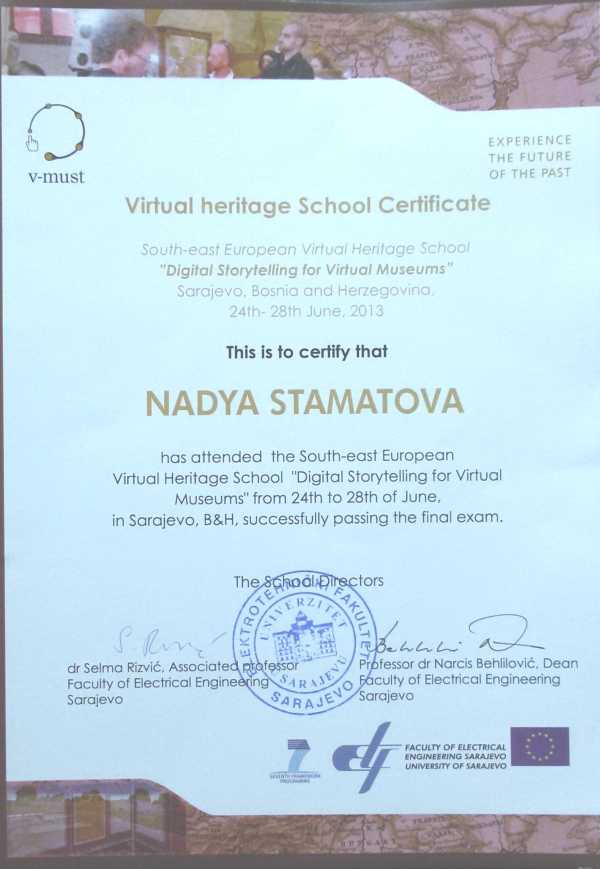 v-must
EXPERIENCE
THE FUTURE
OF THE PAST
Virtual heritage School Certificate
South-east European Virtual Heritage School
"Digital Storytelling for Virtual Museums"
Sarajevo, Bosnia and Herzegovina,
24th- 28th June, 2013
This is to certify that
NADYA STAMATOVA
has attended the South-east European
Virtual Heritage School "Digital Storytelling for Virtual
Museums" from 24th to 28th of June,
in Sarajevo, B&H, successfully passing the final exam.
The School Directors
ELEKTROTEHNIČKI FAKULTET
UNIVERZITET
U SARAJEVU
SARAJEVO
dr Selma Rizvić, Associated professor
Faculty of Electrical Engineering
Sarajevo
Professor dr Narcis Behlilović, Dean
Faculty of Electrical Engineering
Sarajevo
SEVENTH FRAMEWORK
PROGRAMME
FACULTY OF ELECTRICAL
ENGINEERING SARAJEVO
UNIVERSITY OF SARAJEVO
HUNGARY